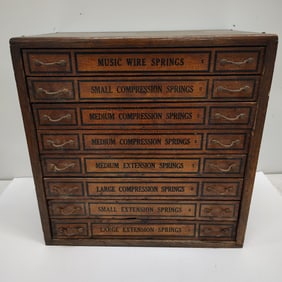 MUSIC WIRE SPRINGS
SMALL COMPRESSION SPRINGS
MEDIUM COMPRESSION SPRINGS
MEDIUM COMPRESSION SPRINGS
MEDIUM EXTENSION SPRINGS
LARGE COMPRESSION SPRINGS
SMALL EXTENSION SPRINGS
LARGE EXTENSION SPRINGS